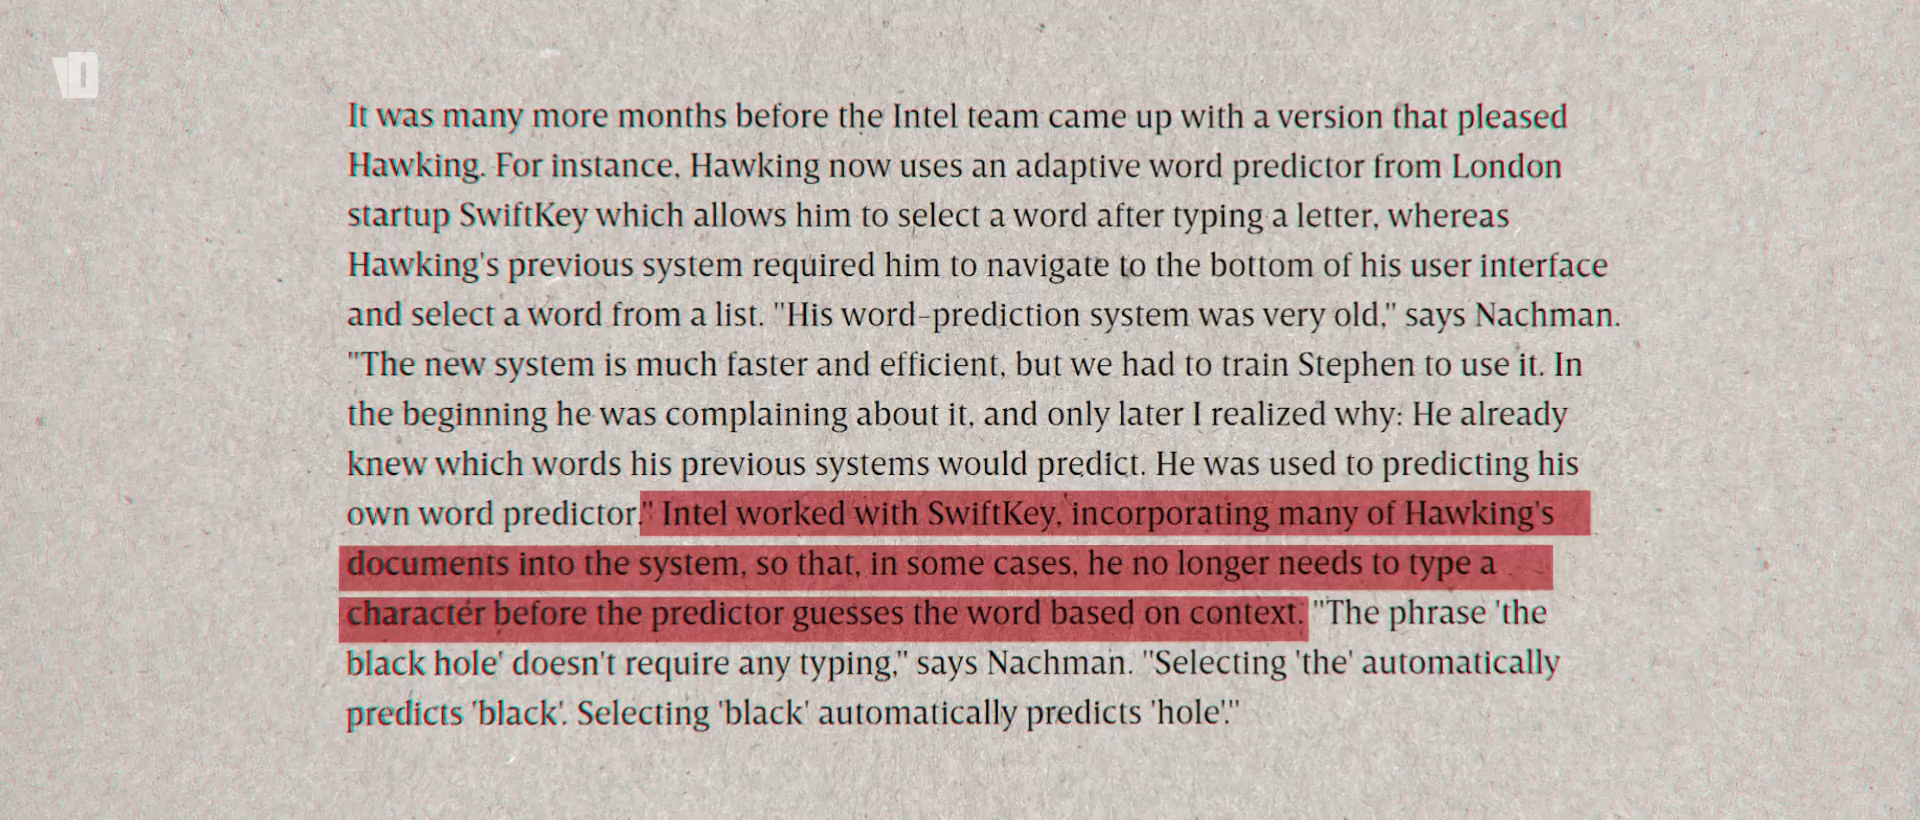 It was many more months before the Intel team came up with a version that pleased
Hawking. For instance, Hawking now uses an adaptive word predictor from London
startup SwiftKey which allows him to select a word after typing a letter, whereas
Hawking's previous system required him to navigate to the bottom of his user interface
and select a word from a list. "His word-prediction system was very old," says Nachman.
"The new system is much faster and efficient, but we had to train Stephen to use it. In
the beginning he was complaining about it, and only later I realized why: He already
knew which words his previous systems would predict. He was used to predicting his
own word predictor." Intel worked with SwiftKey, incorporating many of Hawking's
documents into the system, so that, in some cases, he no longer needs to type a
character before the predictor guesses the word based on context. "The phrase 'the
black hole' doesn't require any typing," says Nachman. "Selecting 'the' automatically
predicts 'black'. Selecting 'black' automatically predicts 'hole'."